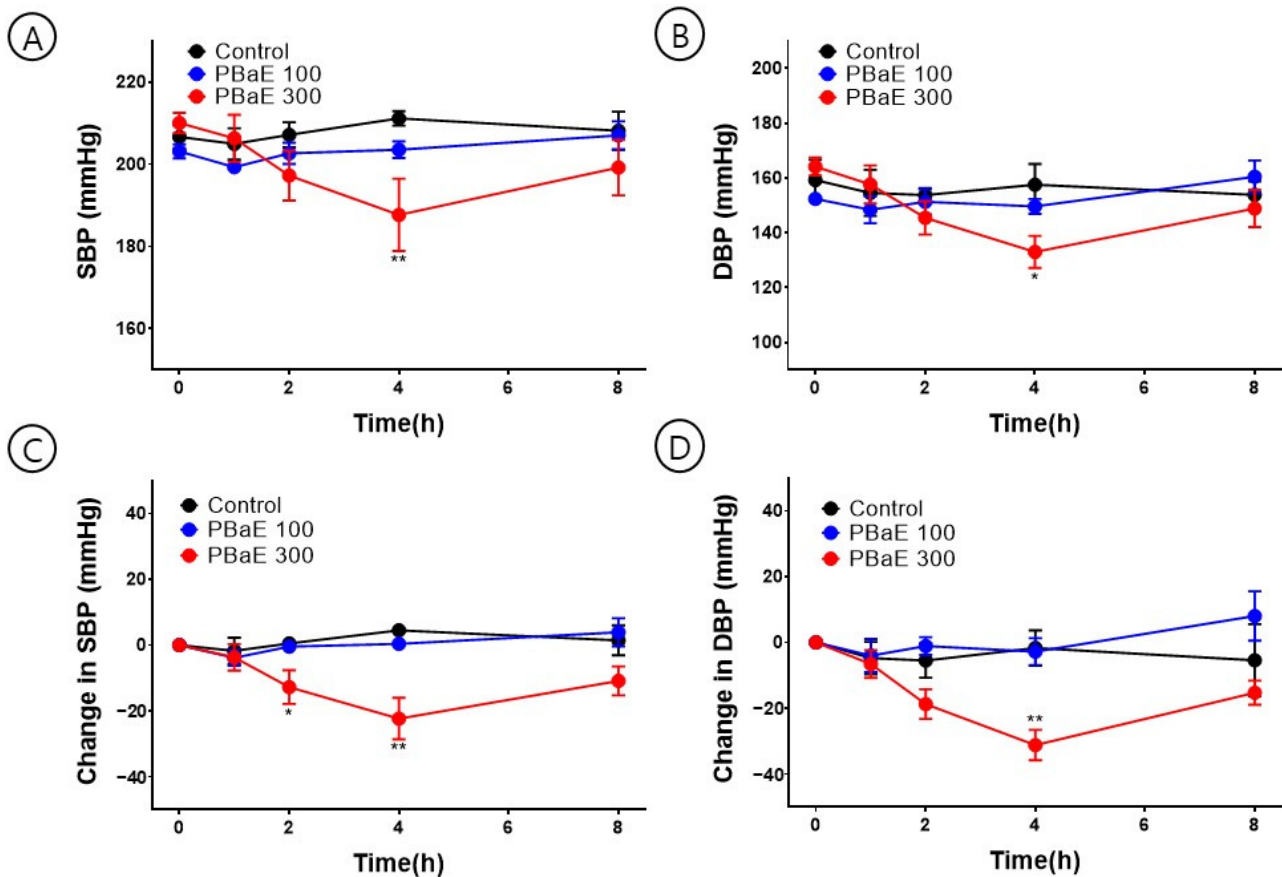 A
Control
PBaE 100
PBaE 300
220
200
180
160
SBP (mmHg)
**
0 2 4 6 8
Time(h)
B
Control
PBaE 100
PBaE 300
200
180
160
140
120
100
DBP (mmHg)
*
0 2 4 6 8
Time(h)
C
Control
PBaE 100
PBaE 300
40
20
0
−20
−40
Change in SBP (mmHg)
*
**
0 2 4 6 8
Time(h)
D
Control
PBaE 100
PBaE 300
40
20
0
−20
−40
Change in DBP (mmHg)
**
0 2 4 6 8
Time(h)